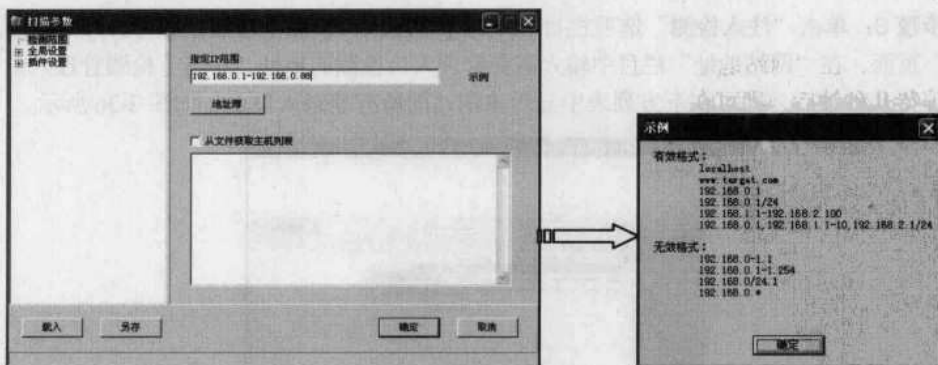 扫描参数
检测范围
全局设置
插件设置
指定IP范围
192.168.0.1-192.168.0.66
示例
地址簿
从文件获取主机列表
载入
另存
确定
取消
示例
有效格式:
localhost
www.target.com
192.168.0.1
192.168.0.1/24
192.168.1.1-192.168.2.100
192.168.0.1,192.168.1.1-10,192.168.2.1/24
无效格式:
192.168.0-1.1
192.168.0.1-1.254
192.168.0/24.1
192.168.0.*
确定